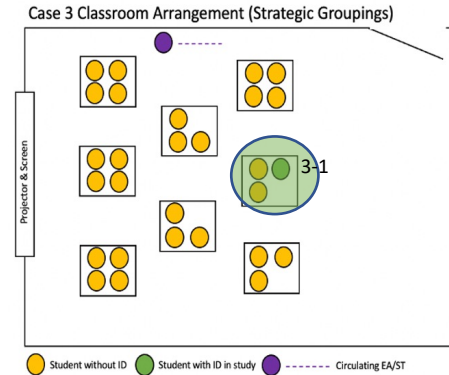 Case 3 Classroom Arrangement (Strategic Groupings)
Projector & Screen
3-1
Student without ID Student with ID in study Circulating EA/ST